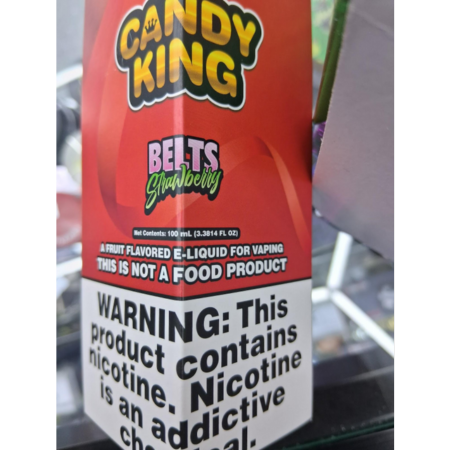 CANDY
KING
BELTS
Strawberry
Net Contents: 100 mL (3.3814 FL OZ)
A FRUIT FLAVORED E-LIQUID FOR VAPING
THIS IS NOT A FOOD PRODUCT
WARNING: This
product contains
nicotine. Nicotine
is an addictive